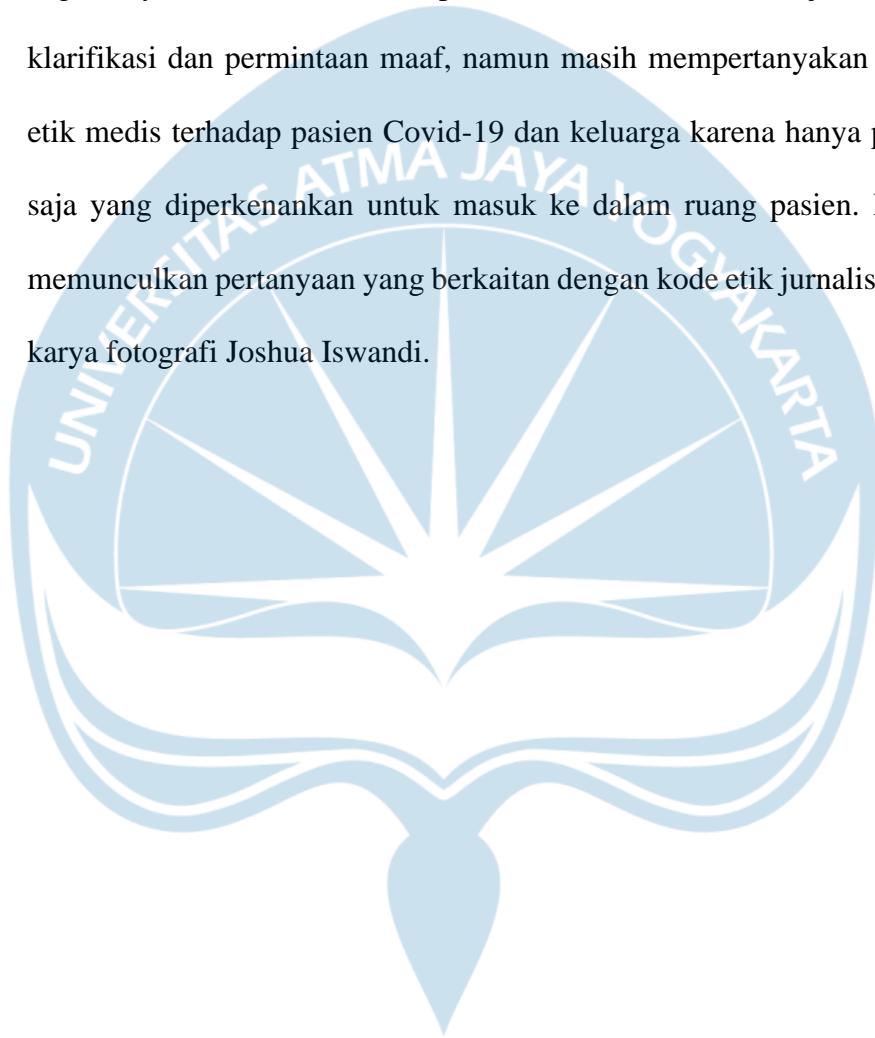 klarifikasi dan permintaan maaf, namun masih mempertanyakan
etik medis terhadap pasien Covid-19 dan keluarga karena hanya
saja yang diperkenankan untuk masuk ke dalam ruang pasien.
memunculkan pertanyaan yang berkaitan dengan kode etik jurnalis
karya fotografi Joshua Iswandi.
UNIVERSITAS ATMA JAYA YOGYAKARTA